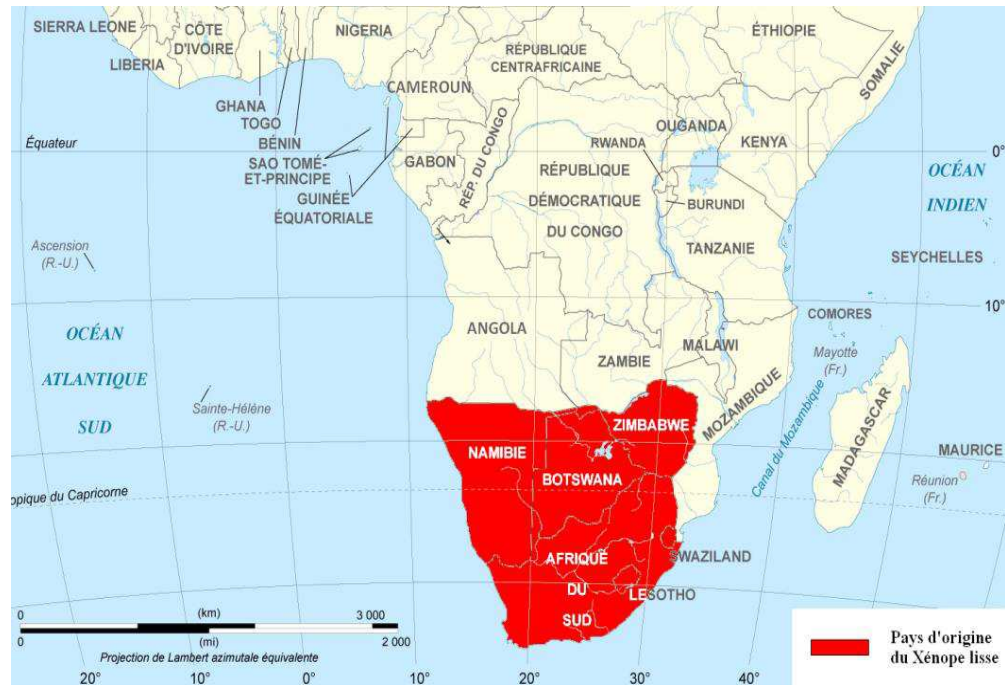 SIERRA LEONE
CÔTE
D'IVOIRE
LIBERIA
NIGERIA
GHANA
TOGO
BÉNIN
SAO TOMÉ-
ET-PRINCIPE
GUINÉE
ÉQUATORIALE
CAMEROUN
RÉPUBLIQUE
CENTRAFRICAINE
ÉTHIOPIE
SOMALIE
Équateur
GABON
RÉP. DU CONGO
RÉPUBLIQUE
DÉMOCRATIQUE
DU CONGO
OUGANDA
KENYA
RWANDA
BURUNDI
TANZANIE
0°
OCÉAN
INDIEN
SEYCHELLES
10°
Ascension
(R.-U.)
OCÉAN
ATLANTIQUE
SUD
Sainte-Hélène
(R.-U.)
ANGOLA
ZAMBIE
MALAWI
MOZAMBIQUE
COMORES
Mayotte
(Fr.)
Canal du Mozambique
MADAGASCAR
MAURICE
Réunion
(Fr.)
opique du Capricorne
NAMIBIE
ZIMBABWE
BOTSWANA
AFRIQUE
DU
SUD
SWAZILAND
LESOTHO
0 (km) 3 000
0 (mi) 2 000
Projection de Lambert azimutale équivalente
20° 10° 0° 10° 20° 30° 40°
Pays d'origine
du Xénope lisse